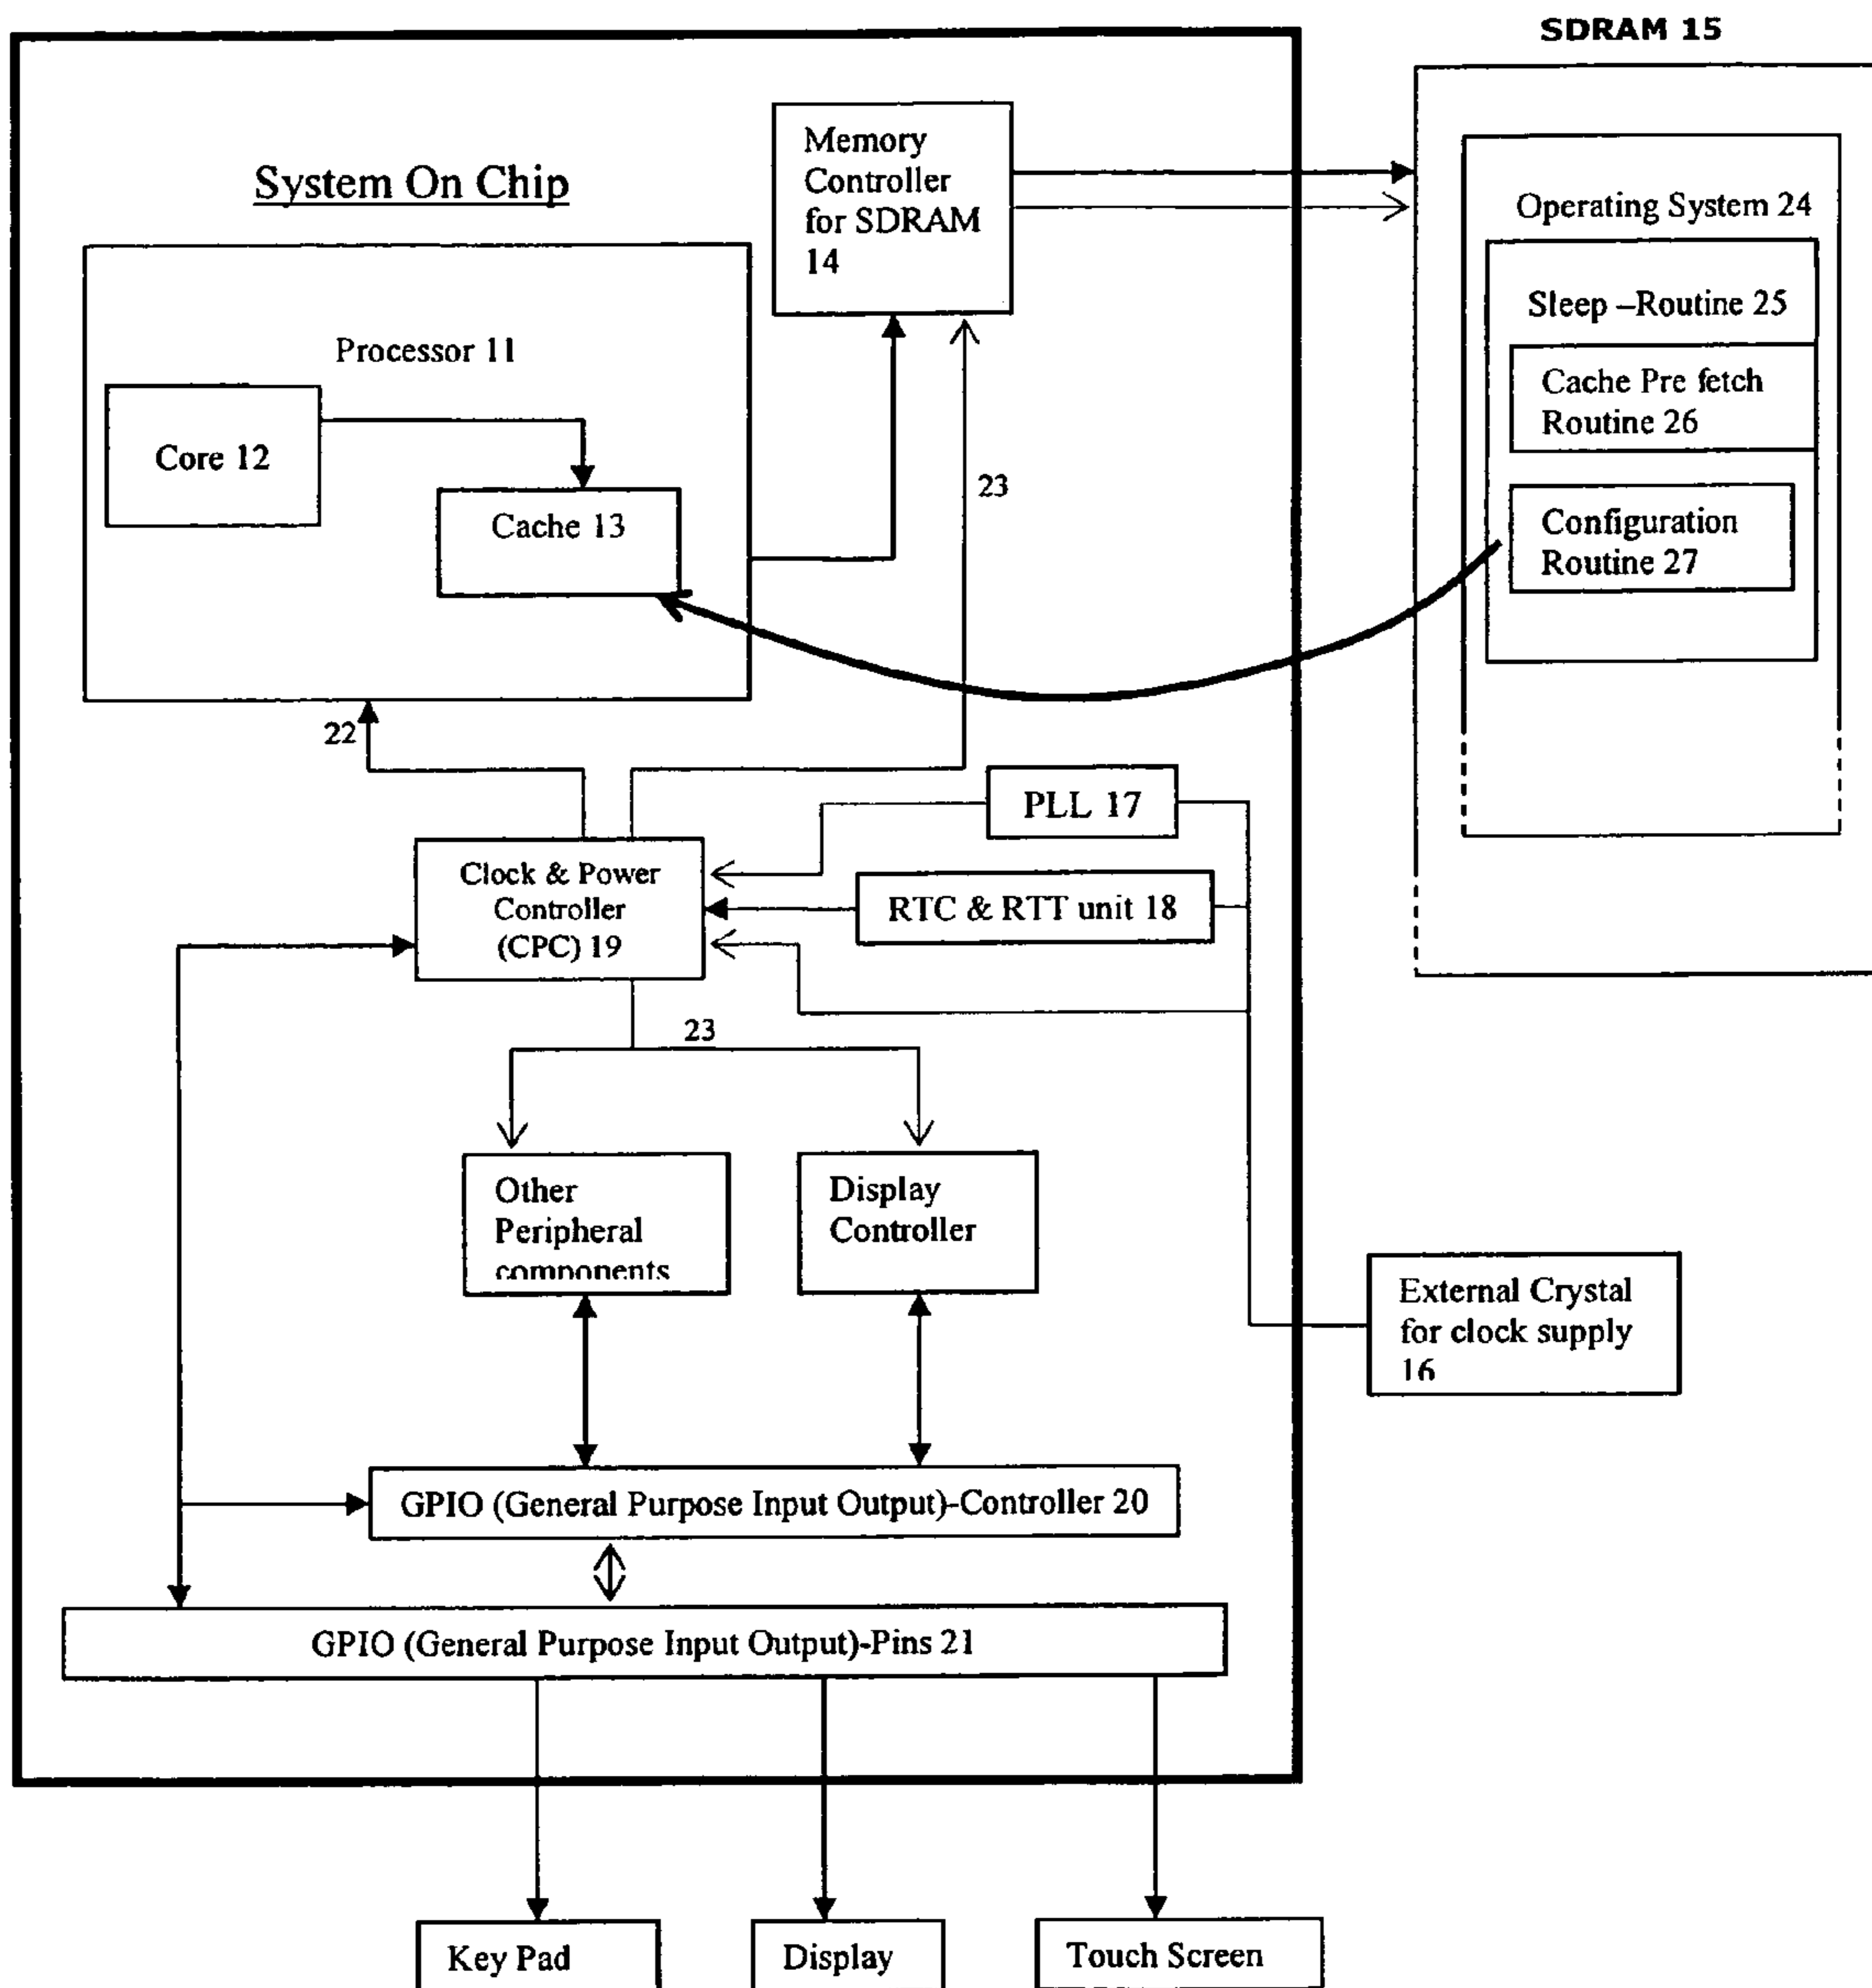 SDRAM 15
System On Chip
Memory
Controller
for SDRAM
14
Operating System 24
Sleep –Routine 25
Cache Pre fetch
Routine 26
Configuration
Routine 27
Processor 11
Core 12
Cache 13
23
22
PLL 17
Clock & Power
Controller
(CPC) 19
RTC & RTT unit 18
23
Other
Peripheral
components
Display
Controller
External Crystal
for clock supply
16
GPIO (General Purpose Input Output)-Controller 20
GPIO (General Purpose Input Output)-Pins 21
Key Pad
Display
Touch Screen